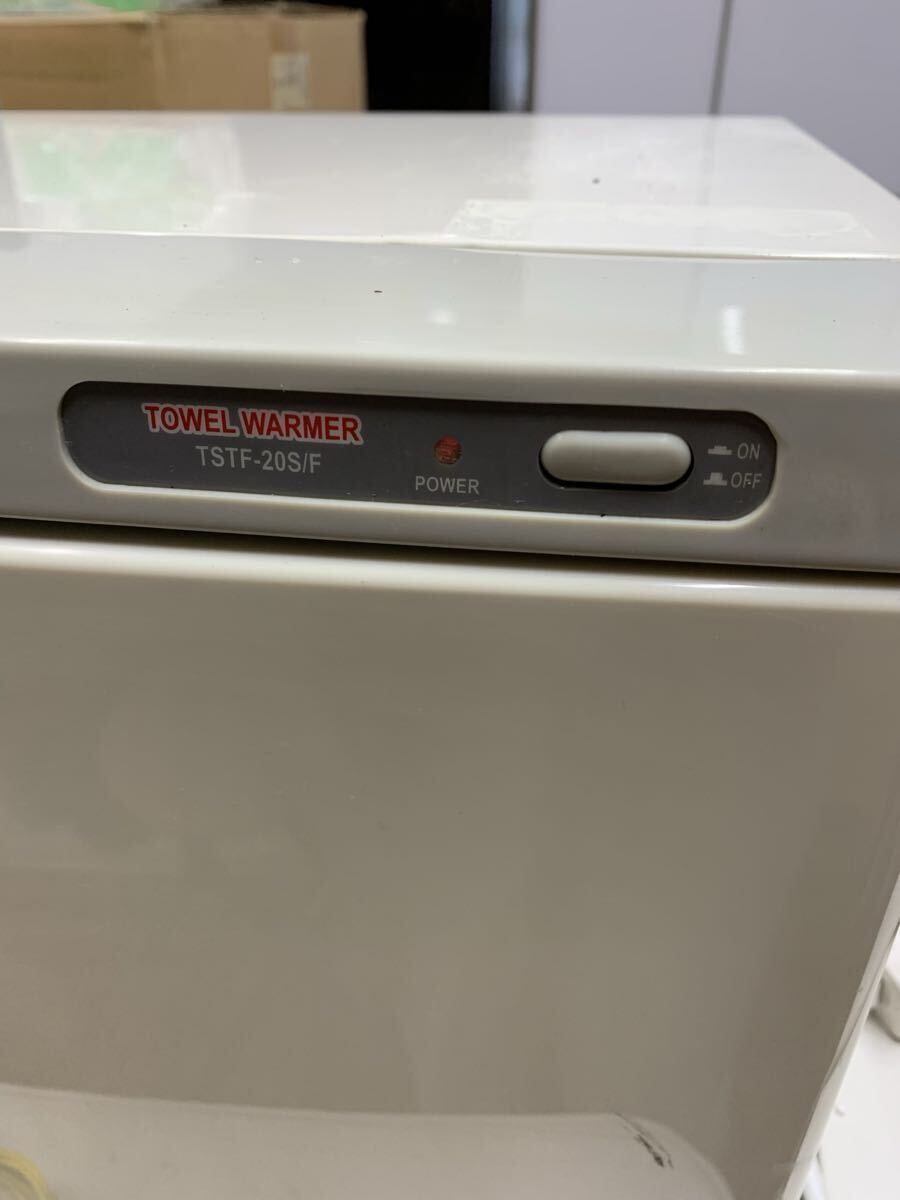 TOWEL WARMER
TSTF-20S/F
POWER
ON
OFF